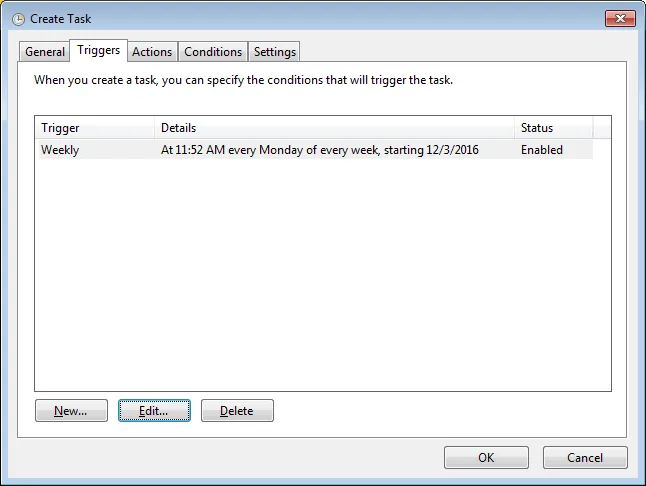 Create Task
General Triggers Actions Conditions Settings
When you create a task, you can specify the conditions that will trigger the task.
Trigger Details Status
Weekly At 11:52 AM every Monday of every week, starting 12/3/2016 Enabled
New... Edit... Delete
OK Cancel